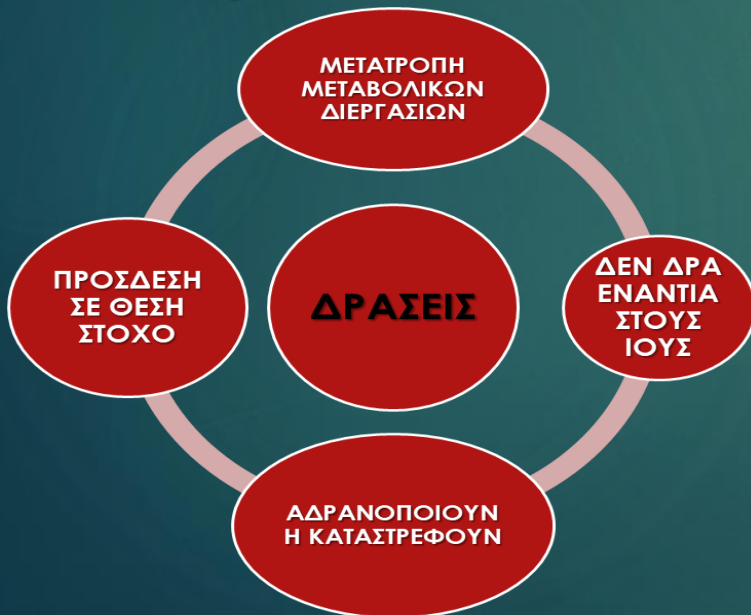 ΜΕΤΑΤΡΟΠΗ
ΜΕΤΑΒΟΛΙΚΩΝ
ΔΙΕΡΓΑΣΙΩΝ
ΠΡΟΣΔΕΣΗ
ΣΕ ΘΕΣΗ
ΣΤΟΧΟ
ΔΡΑΣΕΙΣ
ΔΕΝ ΔΡΑ
ΕΝΑΝΤΙΑ
ΣΤΟΥΣ
ΙΟΥΣ
ΑΔΡΑΝΟΠΟΙΟΥΝ
Η ΚΑΤΑΣΤΡΕΦΟΥΝ